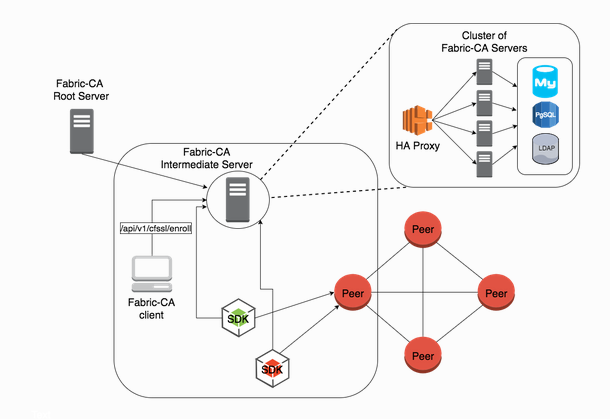 Cluster of
Fabric-CA Servers
My
PgSQL
LDAP
HA Proxy
Fabric-CA
Root Server
Fabric-CA
Intermediate Server
/api/v1/cfssl/enroll
Fabric-CA
client
SDK
SDK
Peer
Peer
Peer
Peer